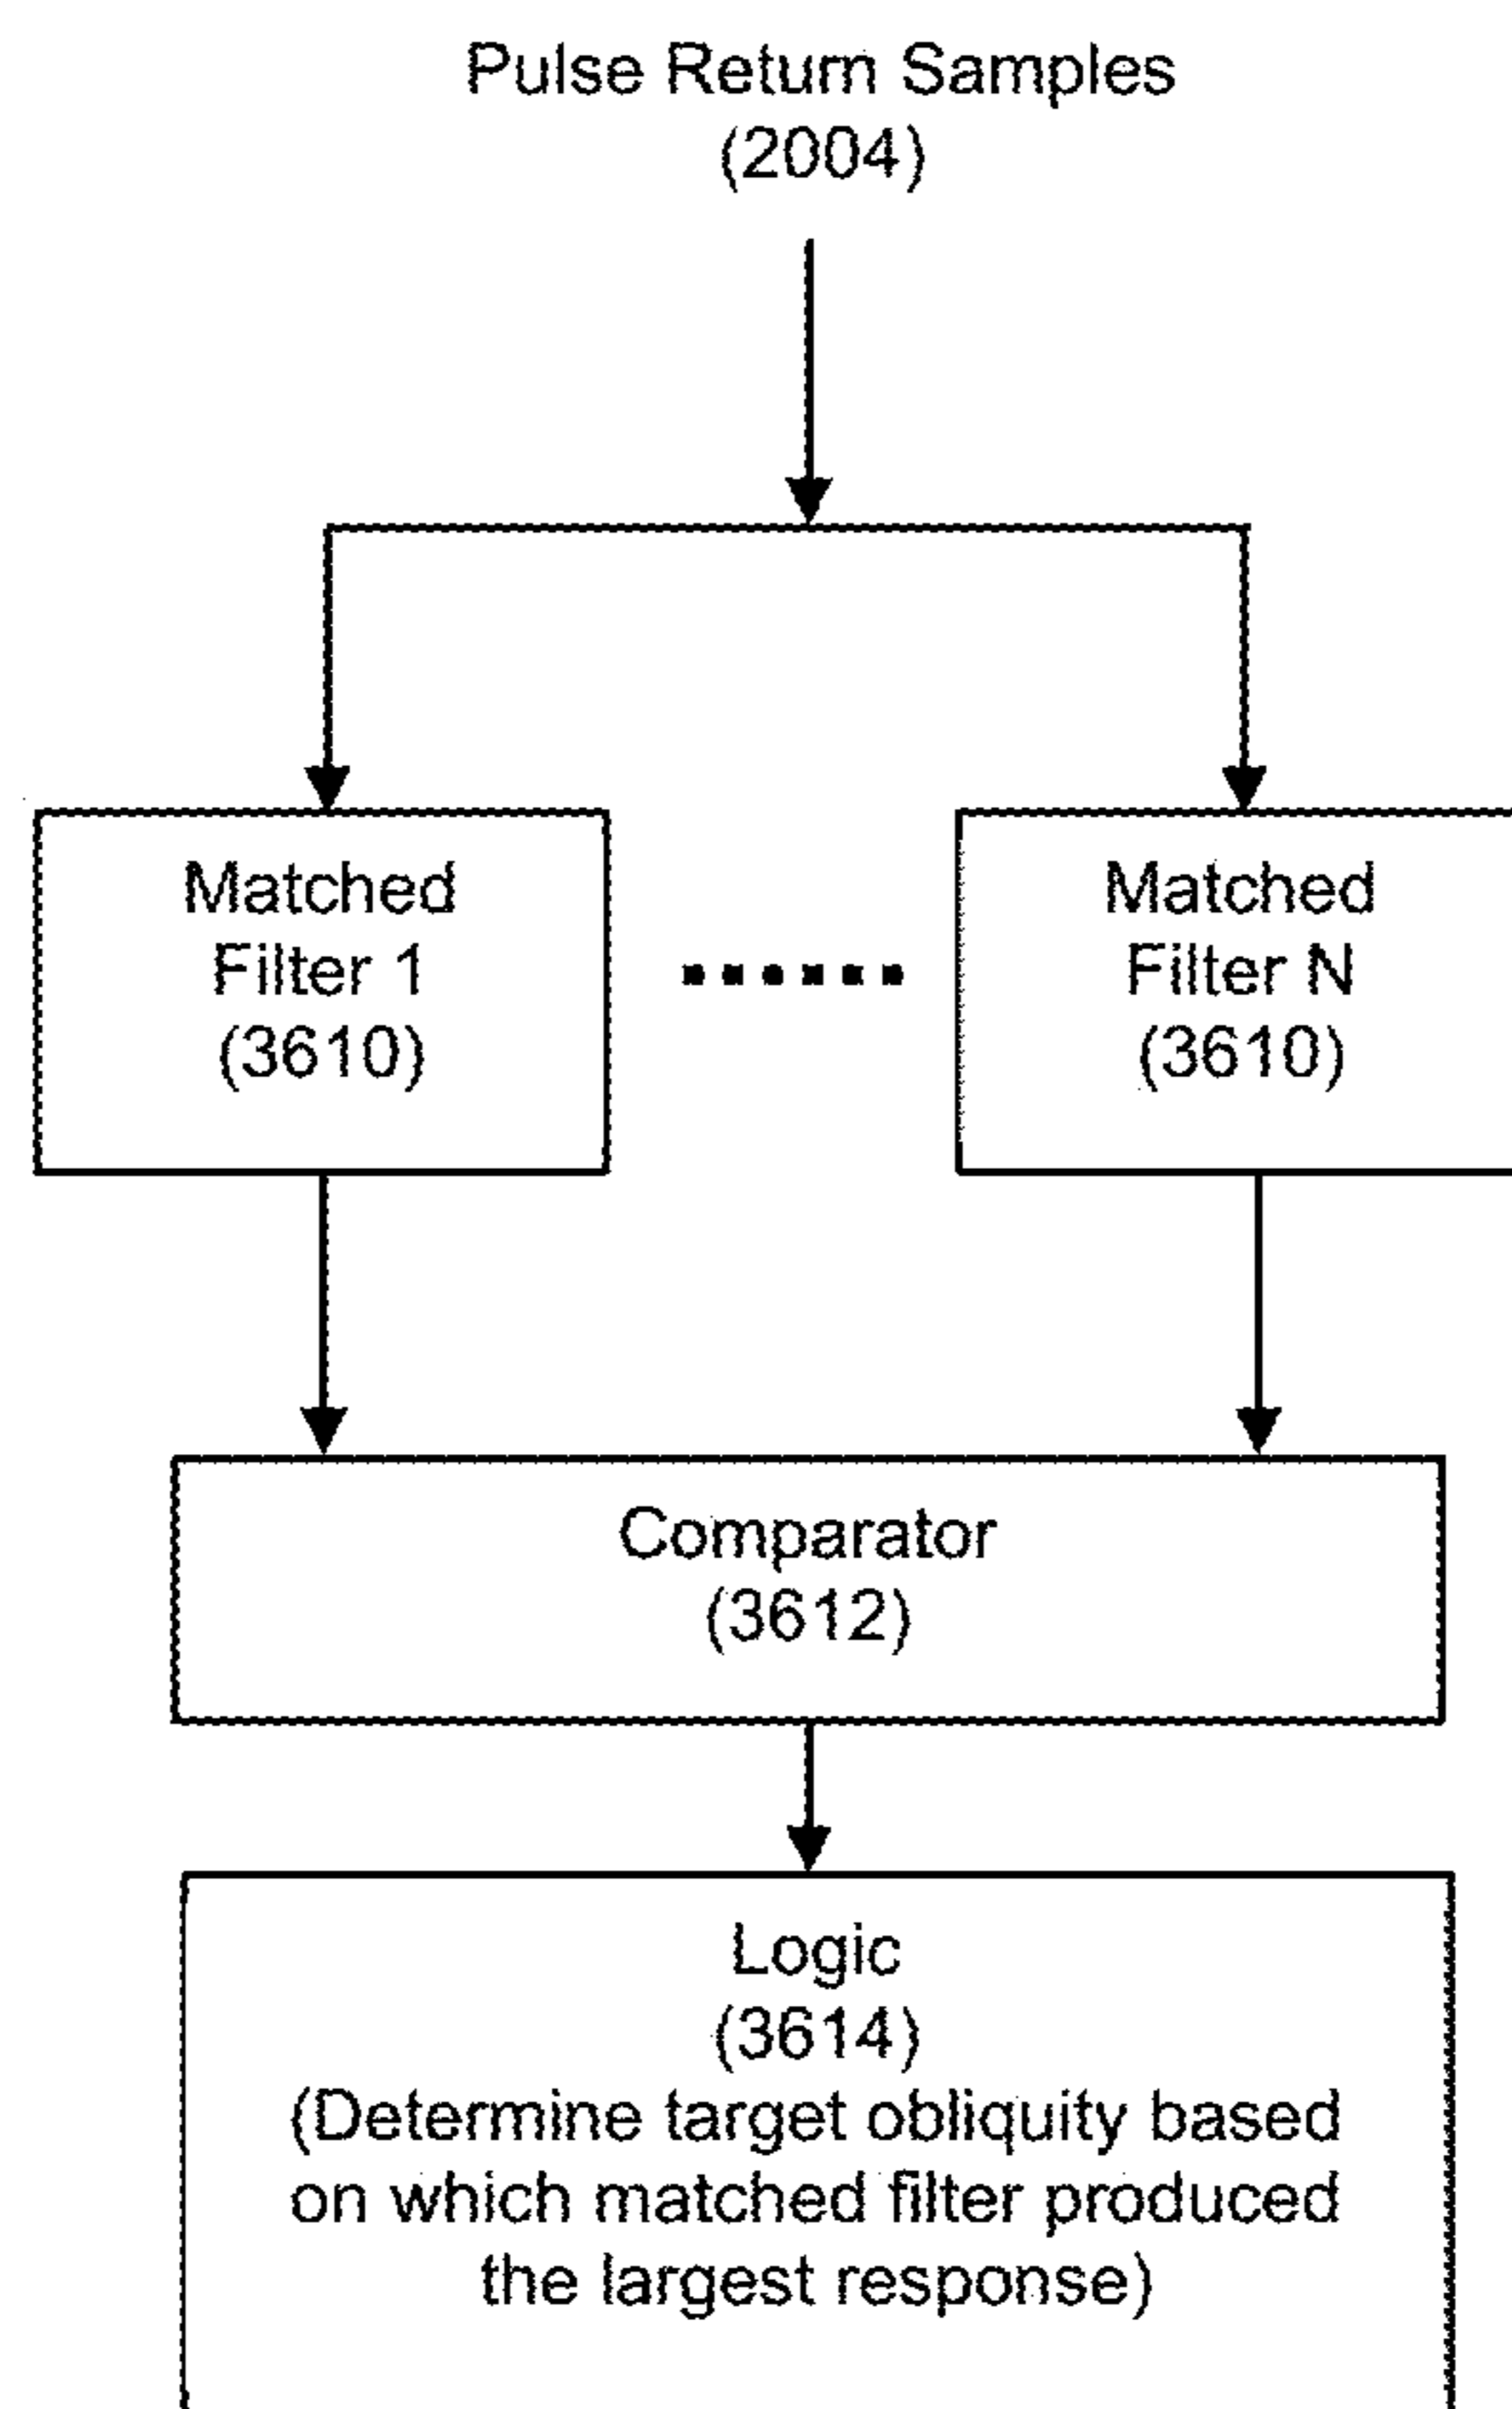 Pulse Return Samples
(2004)
Matched
Filter 1
(3610)
Matched
Filter N
(3610)
Comparator
(3612)
Logic
(3614)
(Determine target obliquity based
on which matched filter produced
the largest response)